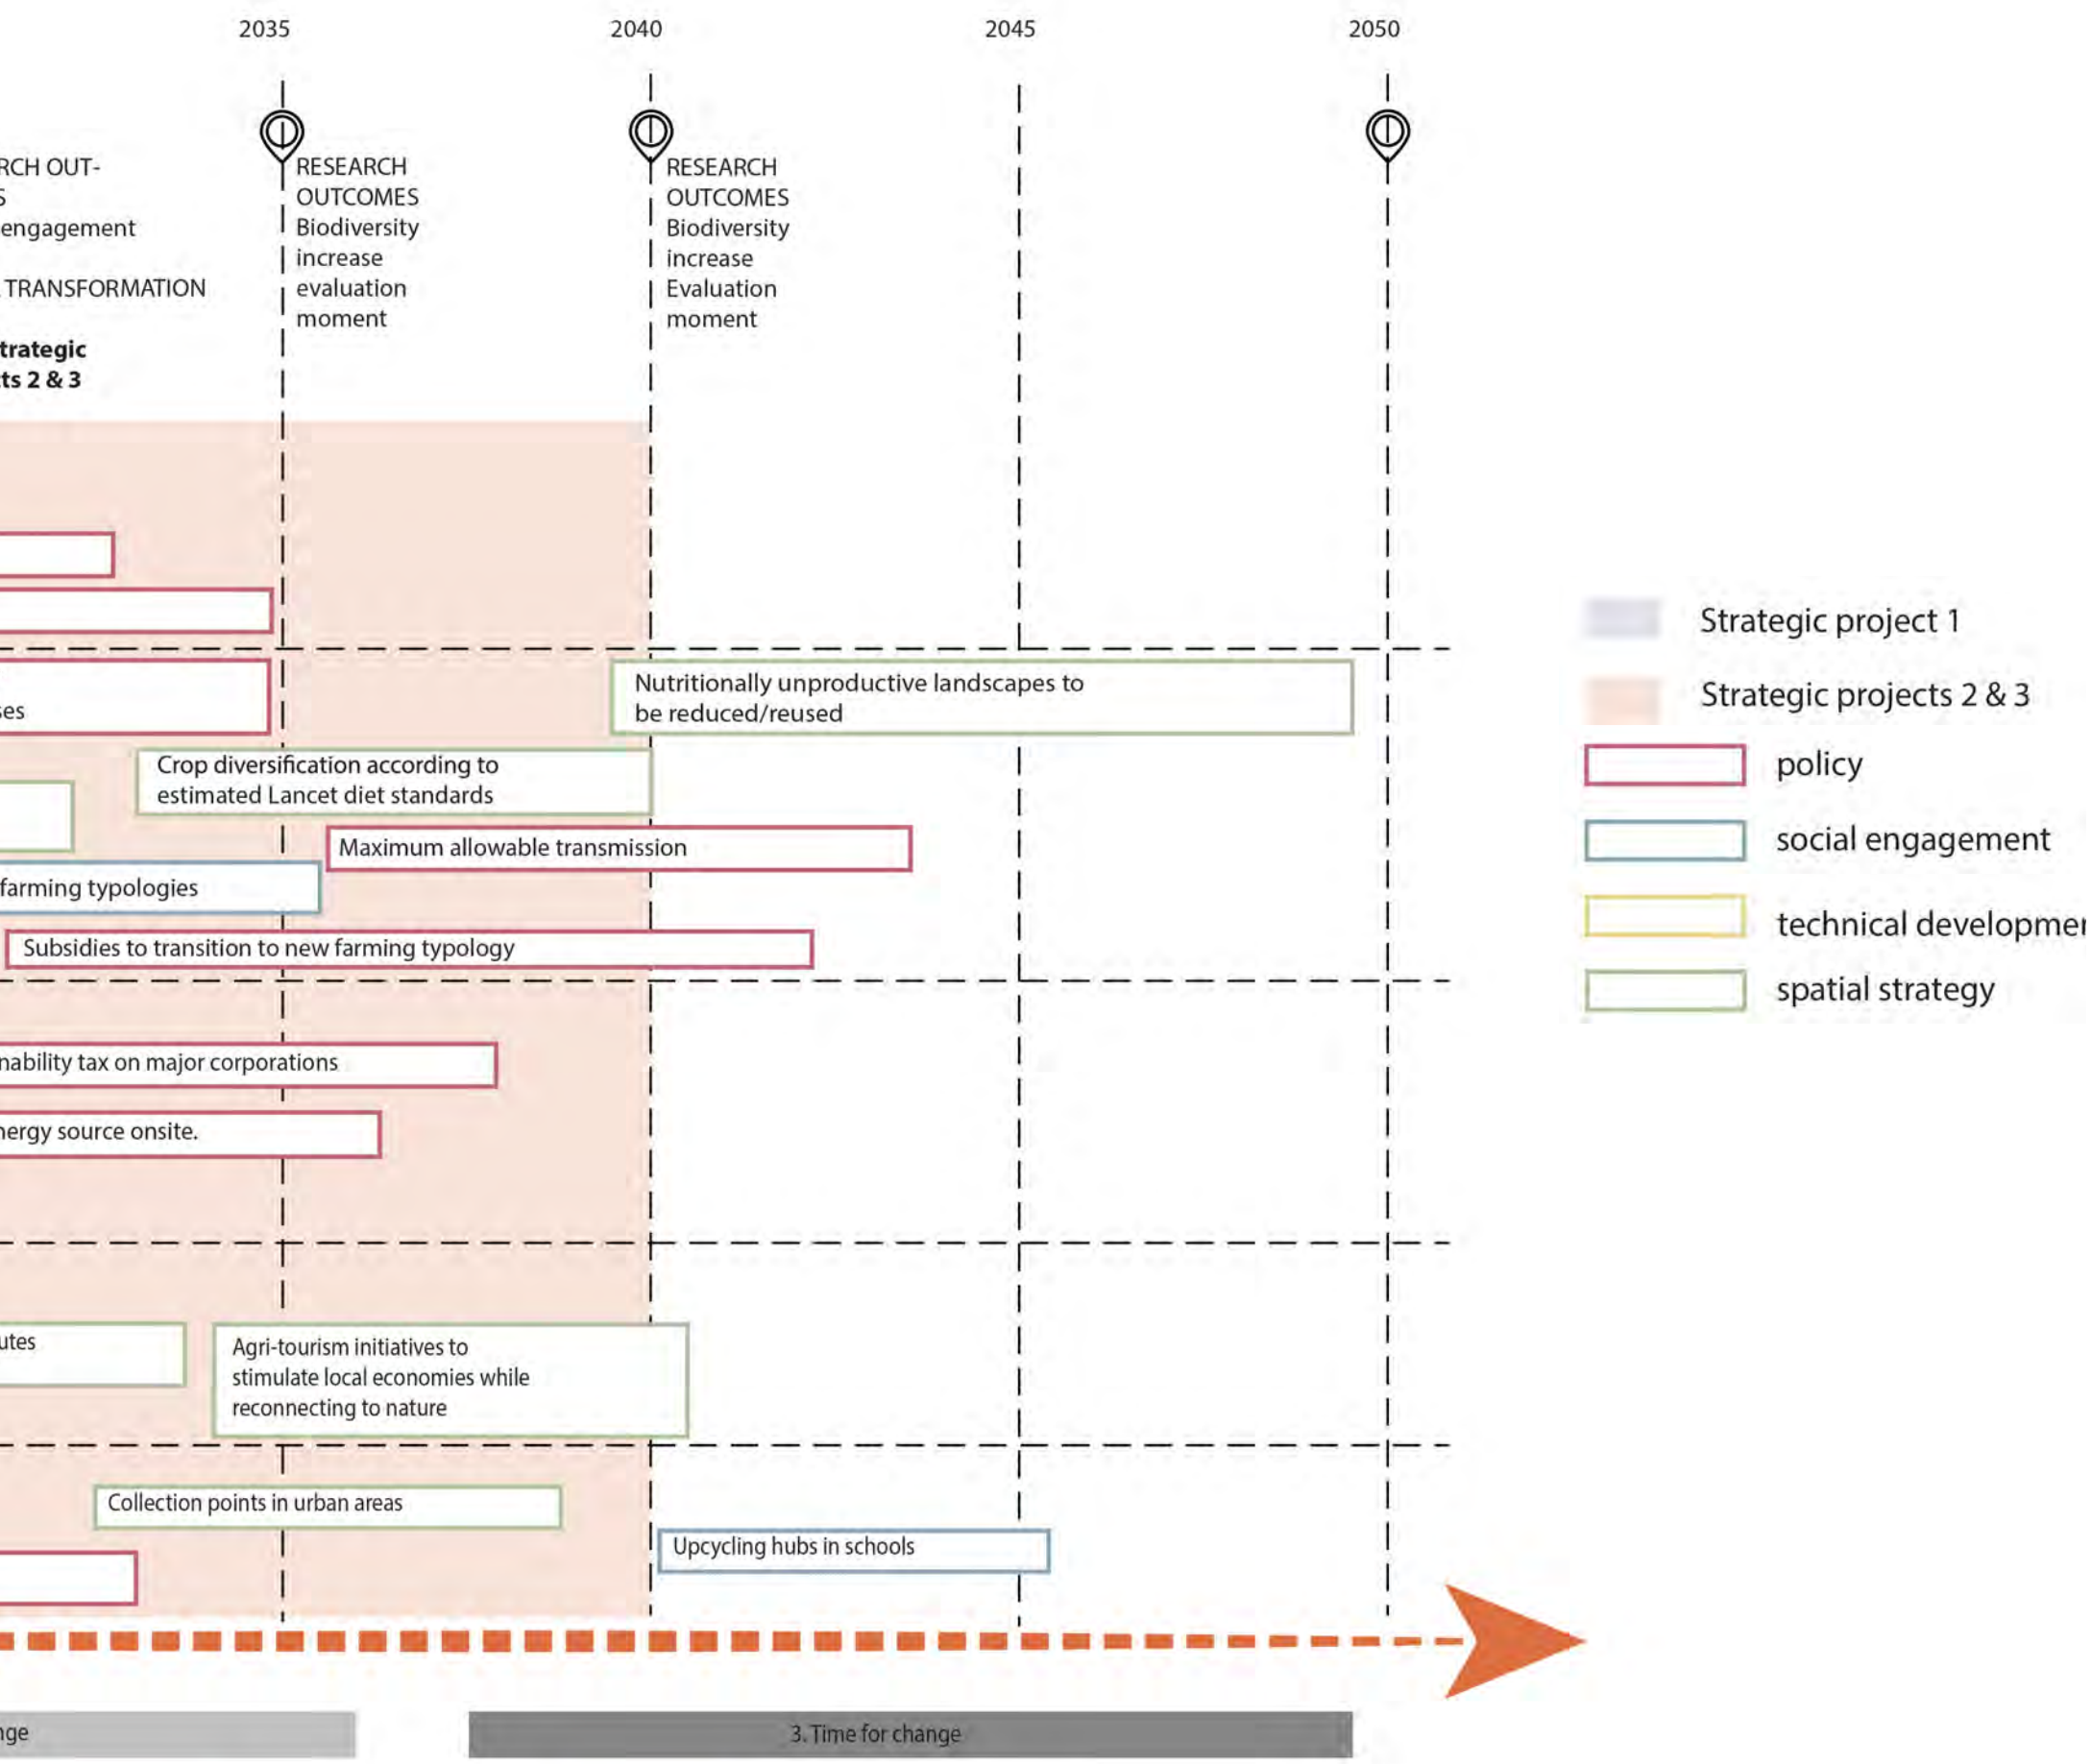 2035
2040
2045
2050
RCH OUT-
S
engagement
TRANSFORMATION
trategic
ts 2 & 3
RESEARCH
OUTCOMES
Biodiversity
increase
evaluation
moment
RESEARCH
OUTCOMES
Biodiversity
increase
Evaluation
moment
ses
Nutritionally unproductive landscapes to
be reduced/reused
Crop diversification according to
estimated Lancet diet standards
Maximum allowable transmission
farming typologies
Subsidies to transition to new farming typology
nability tax on major corporations
nergy source onsite.
utes
Agri-tourism initiatives to
stimulate local economies while
reconnecting to nature
Collection points in urban areas
Upcycling hubs in schools
nge
3. Time for change
Strategic project 1
Strategic projects 2 & 3
policy
social engagement
technical developmen
spatial strategy